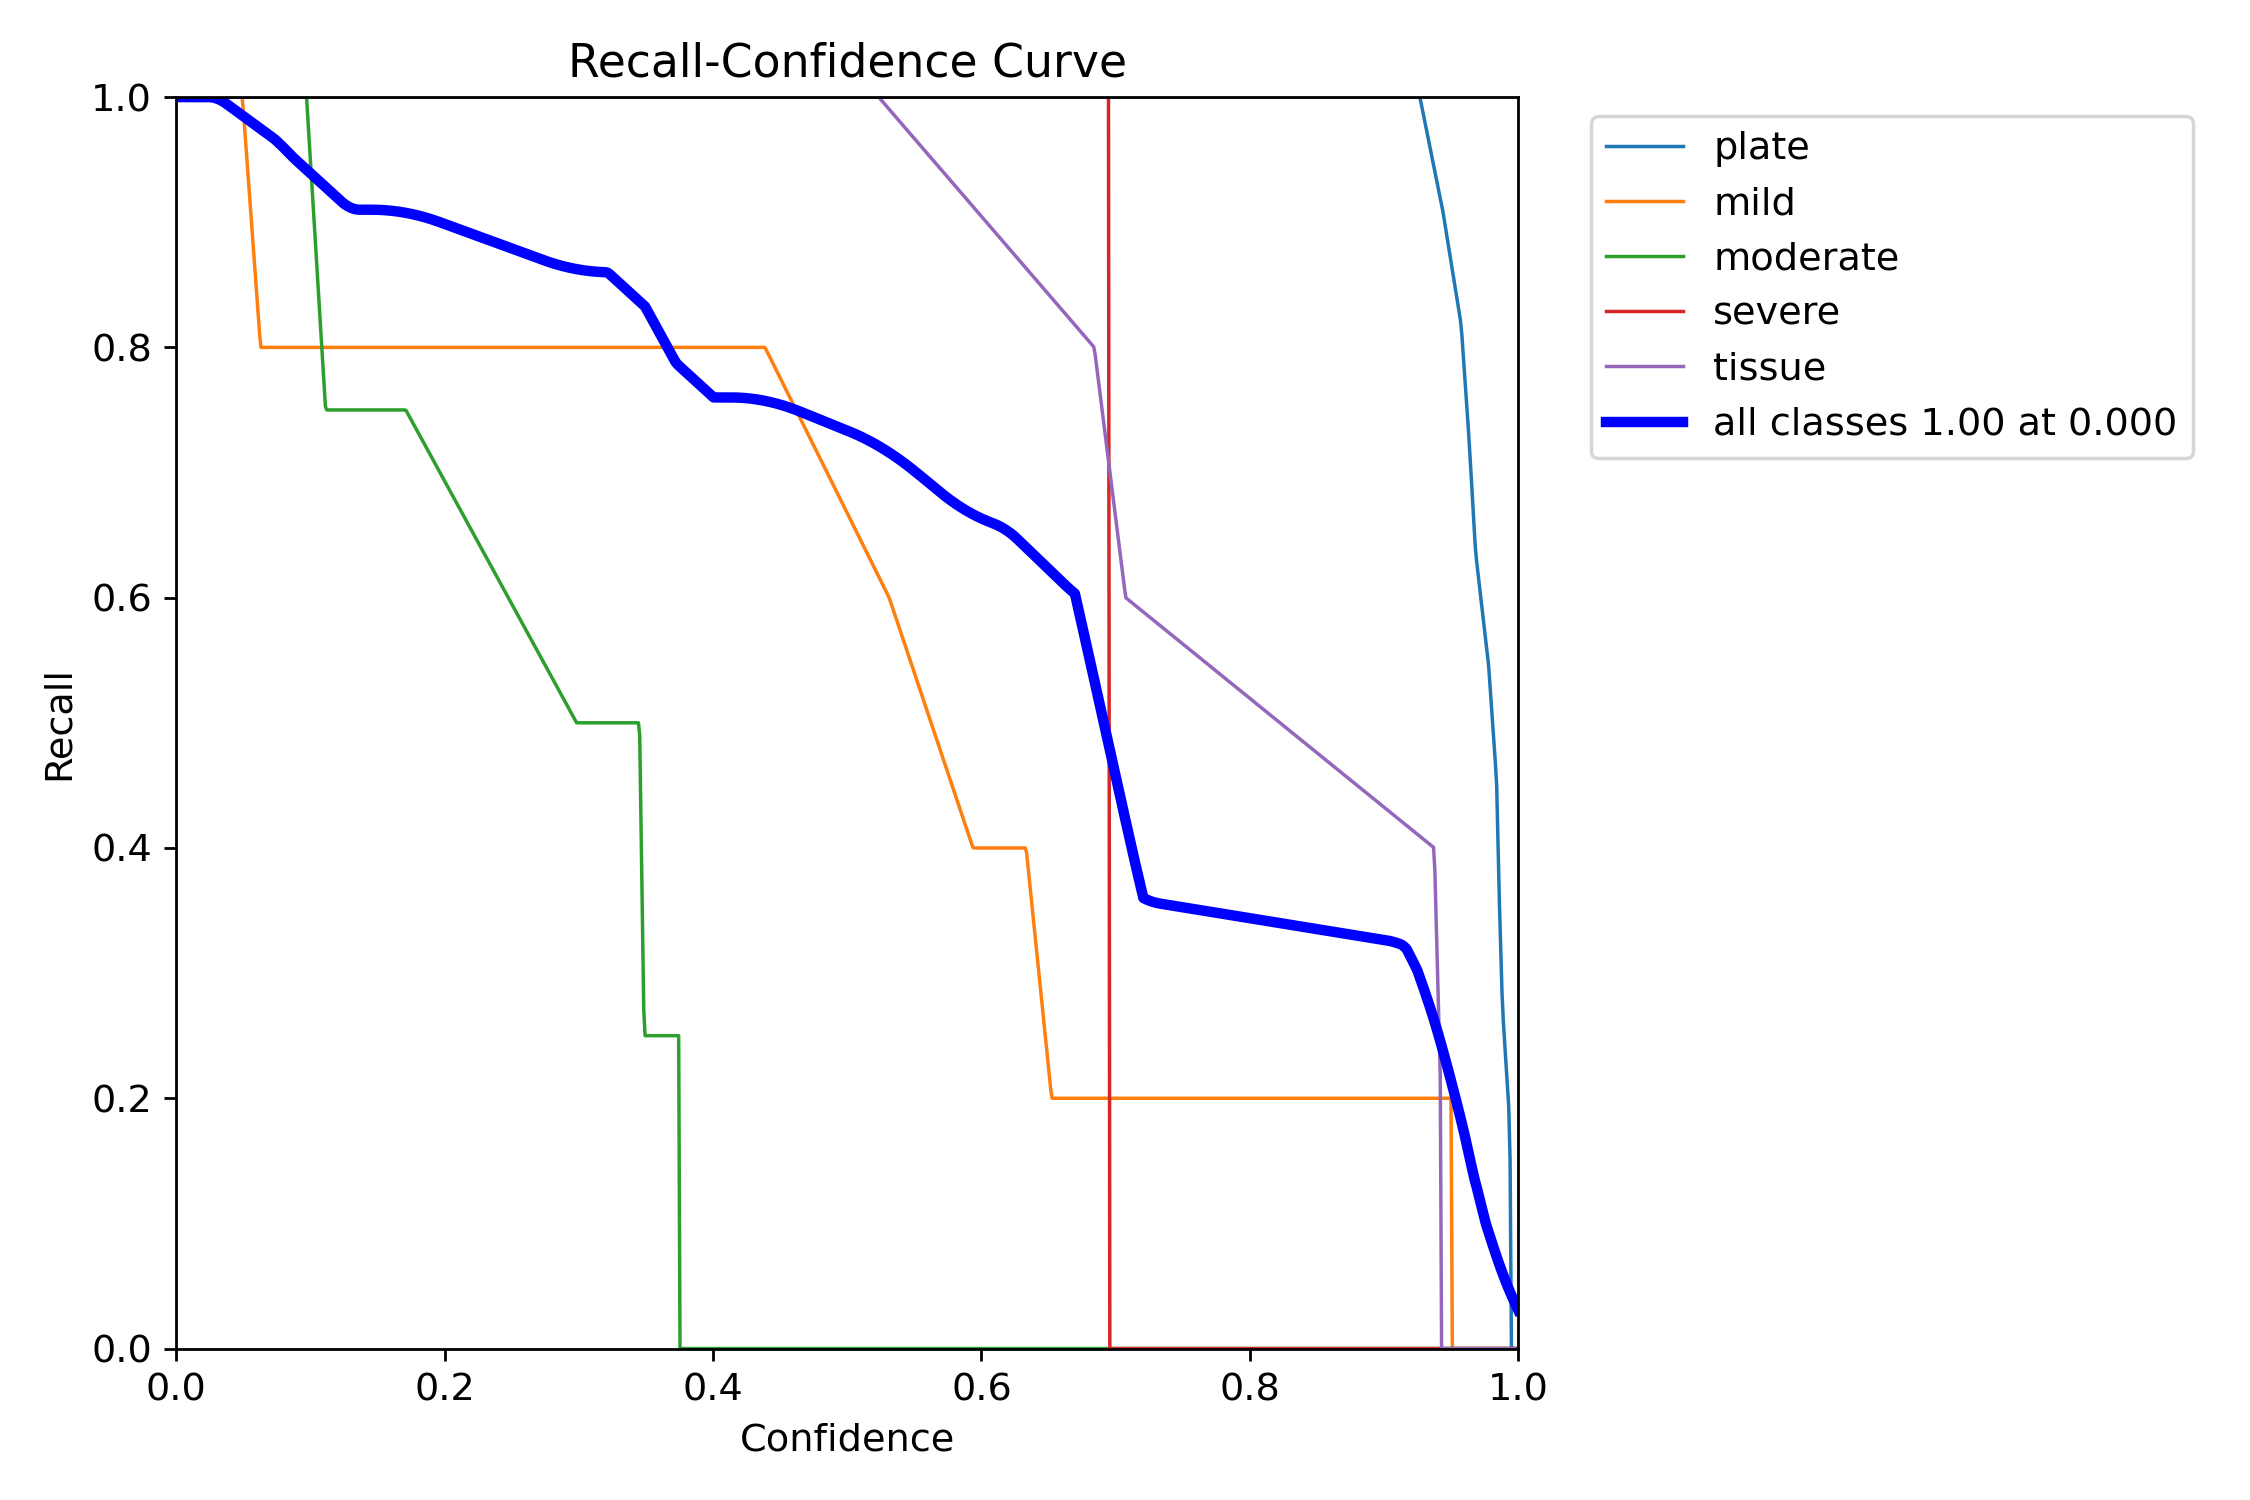 Recall-Confidence Curve
1.0
0.8
0.6
0.4
0.2
0.0
Recall
0.0 0.2 0.4 0.6 0.8 1.0
Confidence
plate
mild
moderate
severe
tissue
all classes 1.00 at 0.000